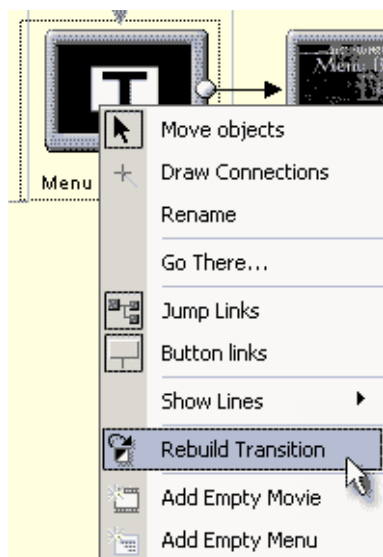 T
Menu
Menu
Move objects
Draw Connections
Rename
Go There...
Jump Links
Button links
Show Lines
Rebuild Transition
Add Empty Movie
Add Empty Menu